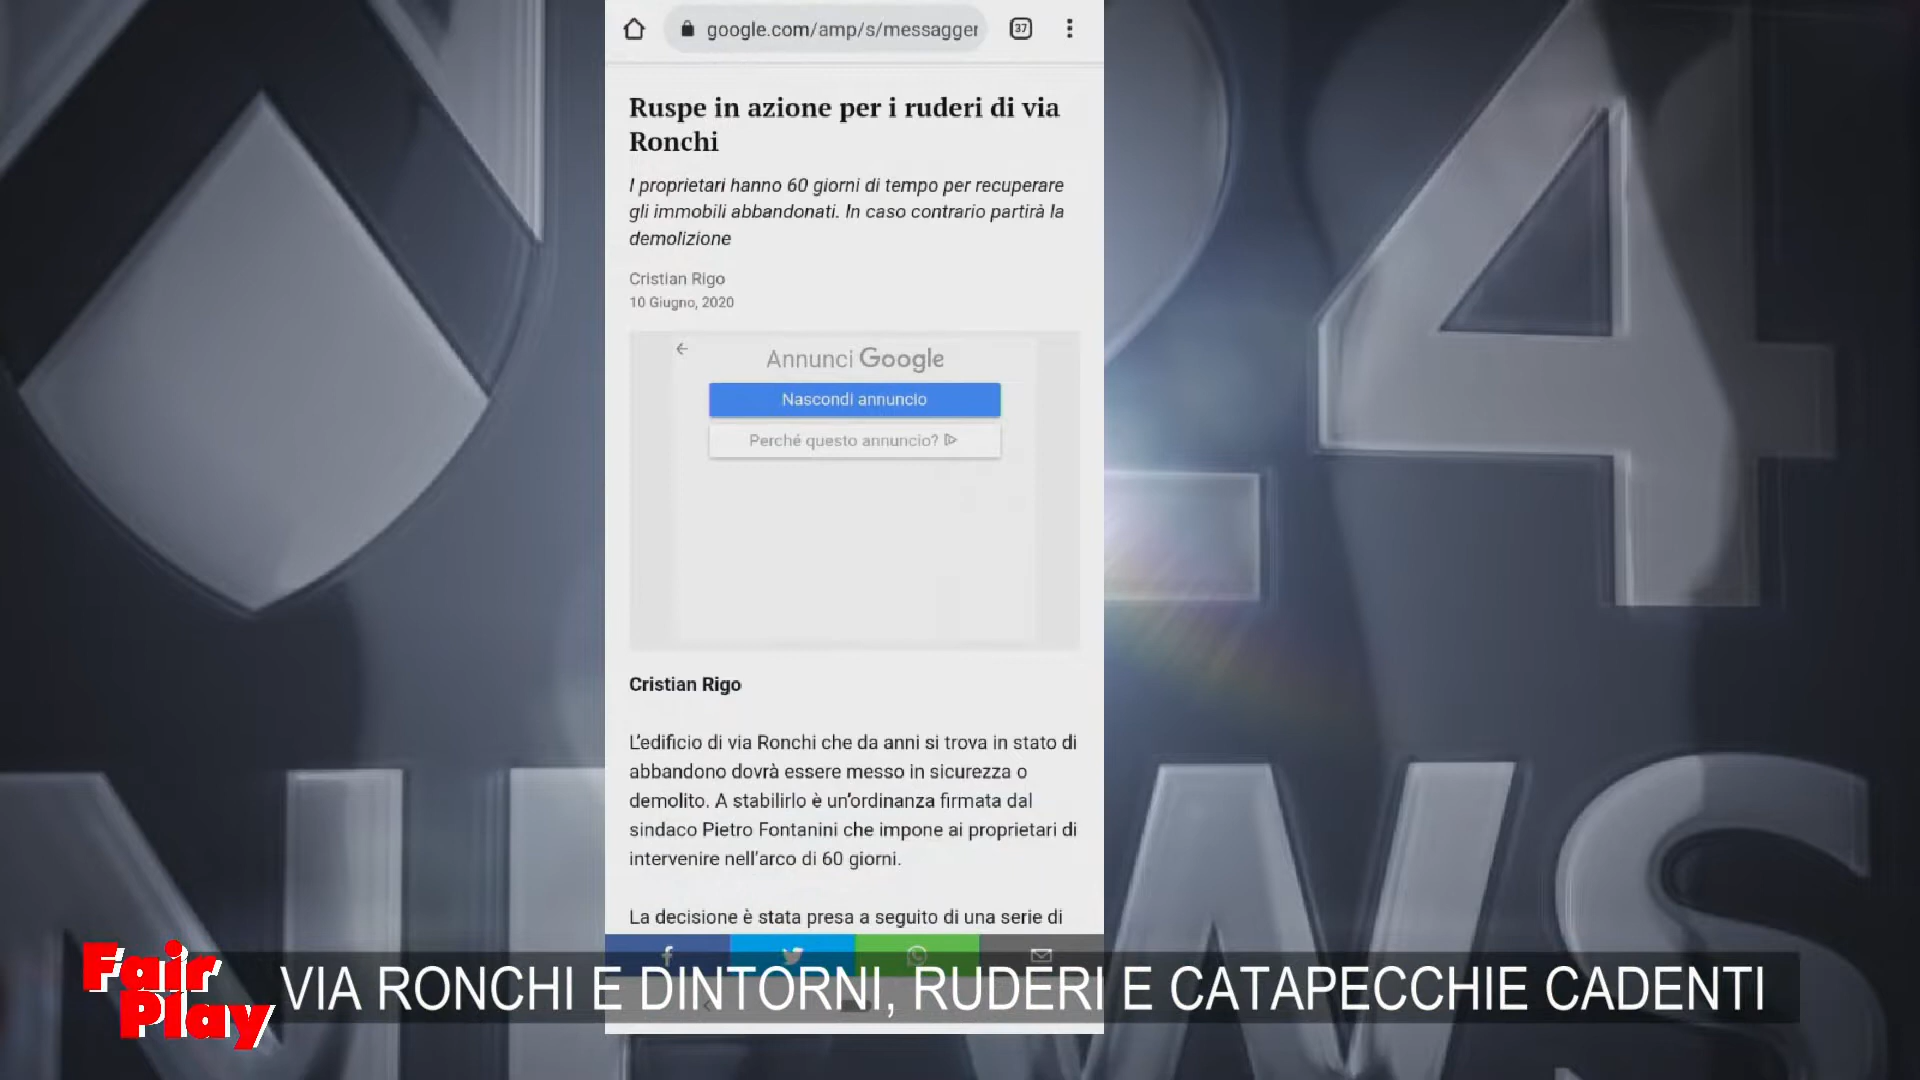 google.com/amp/s/messagger
37
Ruspe in azione per i ruderi di via
Ronchi
I proprietari hanno 60 giorni di tempo per recuperare
gli immobili abbandonati. In caso contrario partirà la
demolizione
Cristian Rigo
10 Giugno, 2020
Annunci Google
Nascondi annuncio
Perché questo annuncio?
Cristian Rigo
L'edificio di via Ronchi che da anni si trova in stato di
abbandono dovrà essere messo in sicurezza o
demolito. A stabilirlo è un'ordinanza firmata dal
sindaco Pietro Fontanini che impone ai proprietari di
intervenire nell'arco di 60 giorni.
La decisione è stata presa a seguito di una serie di
Fair
Play
VIA RONCHI E DINTORNI, RUDERI E CATAPECCHIE CADENTI
24
NEWS